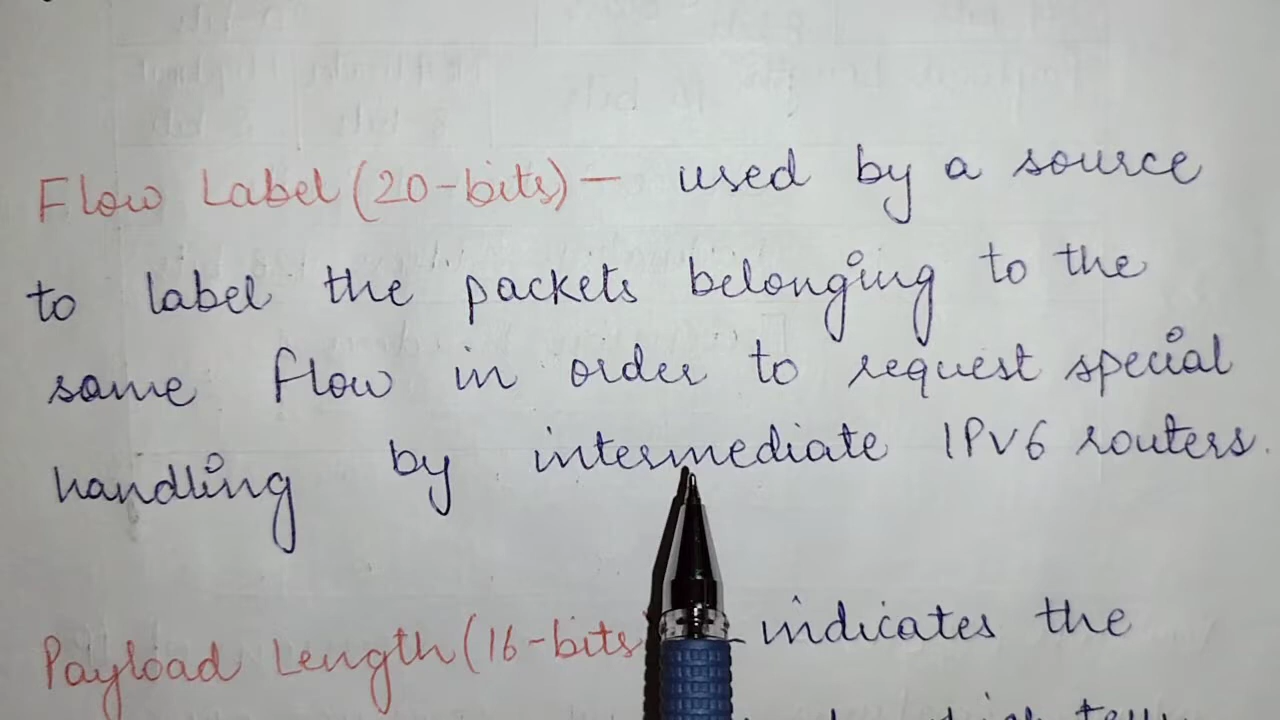 Flow Label (20-bits) — used by a source
to label the packets belonging to the
same flow in order to request special
handling by intermediate IPv6 routers.
Payload Length (16-bits) - indicates the